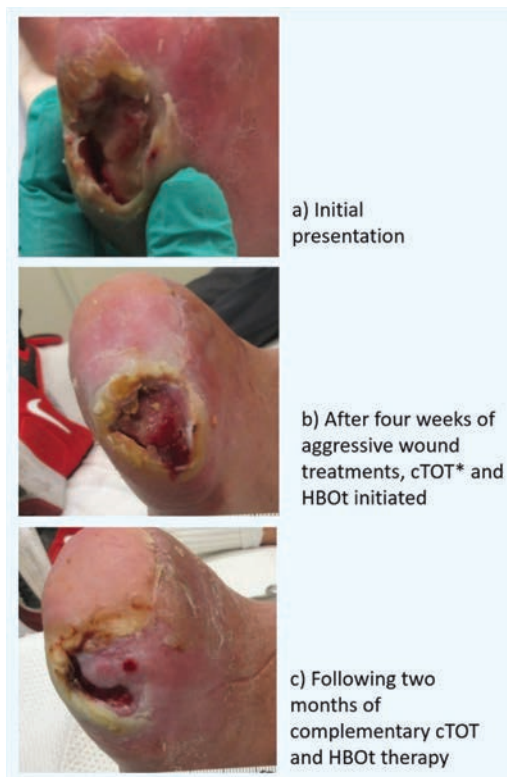 a) Initial
presentation
b) After four weeks of
aggressive wound
treatments, cTOT* and
HBOt initiated
c) Following two
months of
complementary cTOT
and HBOt therapy